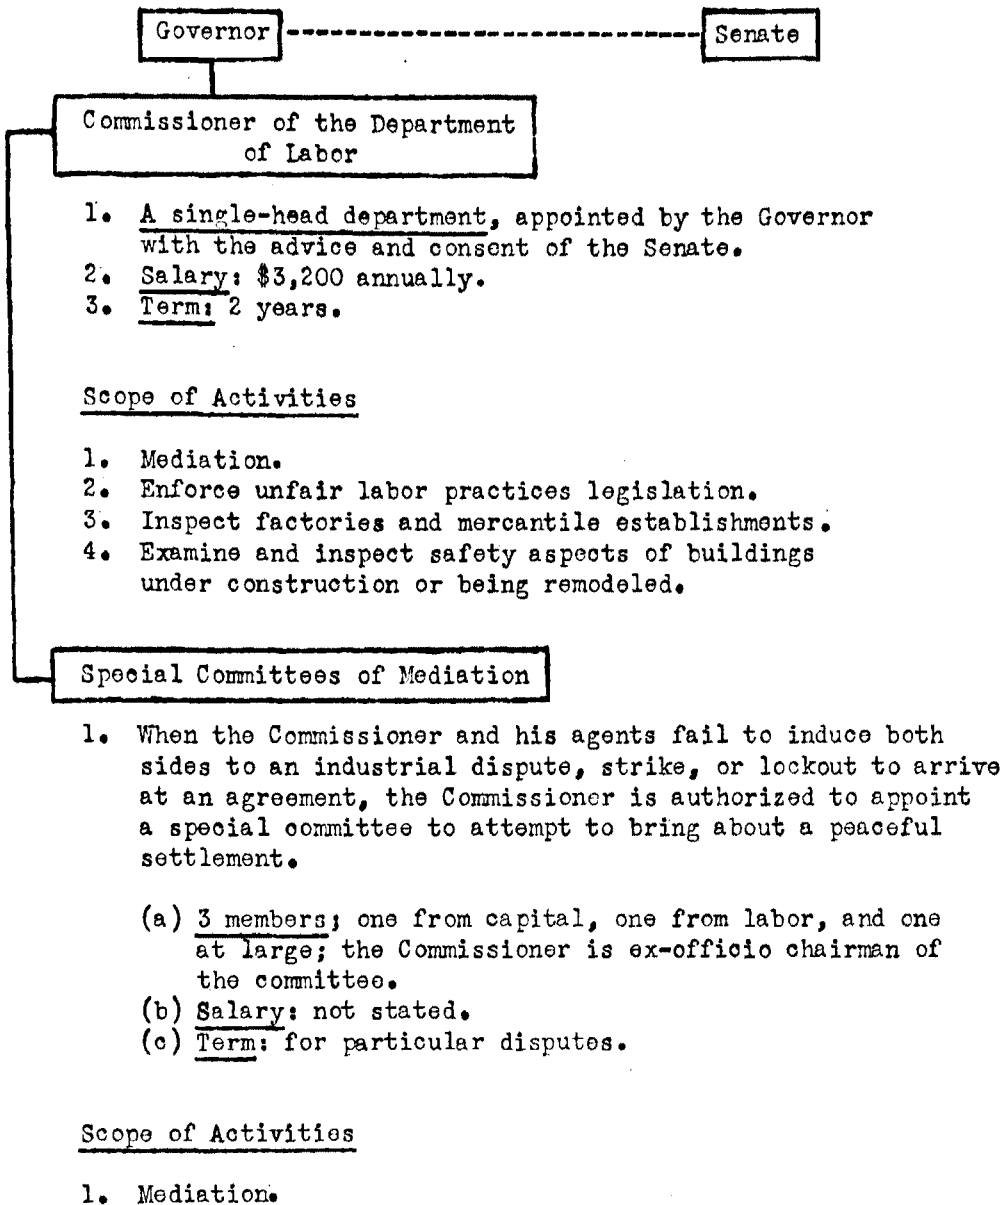 Governor Senate
Commissioner of the Department
of Labor
1. A single-head department, appointed by the Governor
with the advice and consent of the Senate.
2. Salary: $3,200 annually.
3. Term: 2 years.
Scope of Activities
1. Mediation.
2. Enforce unfair labor practices legislation.
3. Inspect factories and mercantile establishments.
4. Examine and inspect safety aspects of buildings
under construction or being remodeled.
Special Committees of Mediation
1. When the Commissioner and his agents fail to induce both
sides to an industrial dispute, strike, or lockout to arrive
at an agreement, the Commissioner is authorized to appoint
a special committee to attempt to bring about a peaceful
settlement.
(a) 3 members; one from capital, one from labor, and one
at large; the Commissioner is ex-officio chairman of
the committee.
(b) Salary: not stated.
(c) Term: for particular disputes.
Scope of Activities
1. Mediation.